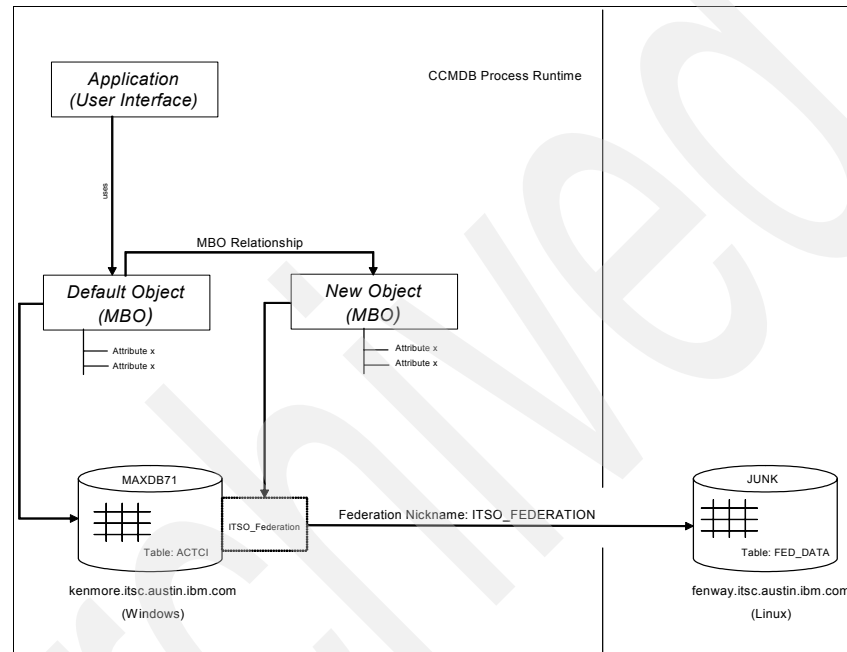 Application
(User Interface)
CCMDB Process Runtime
uses
MBO Relationship
Default Object
(MBO)
New Object
(MBO)
Attribute x
Attribute x
Attribute x
Attribute x
MAXDB71
JUNK
ITSO_Federation
Federation Nickname: ITSO_FEDERATION
Table: ACTCI
Table: FED_DATA
kenmore.itsc.austin.ibm.com
(Windows)
fenway.itsc.austin.ibm.com
(Linux)